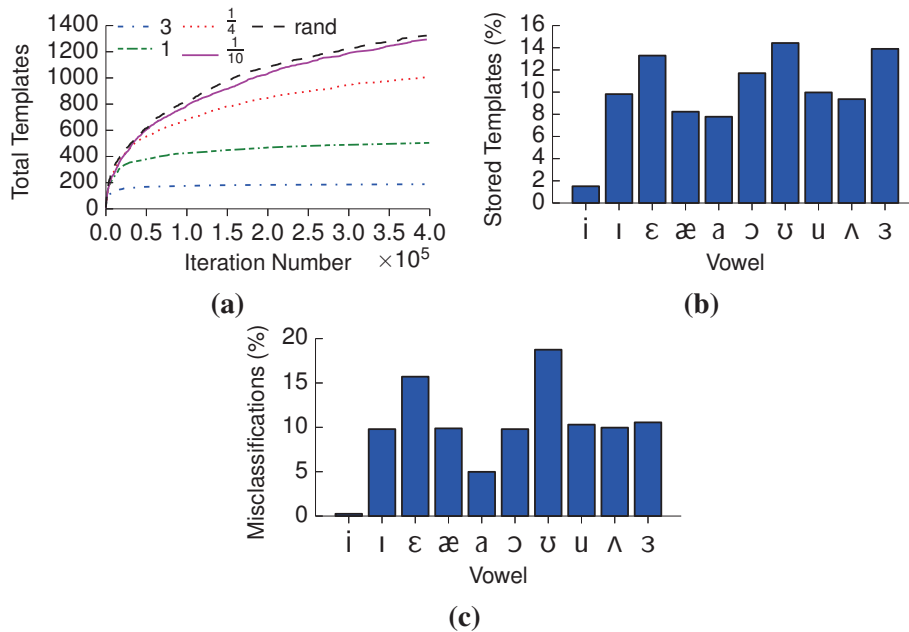 1400
1200
1000
800
600
400
200
0
Total Templates
3
1
1/4
1/10
rand
0.0 0.5 1.0 1.5 2.0 2.5 3.0 3.5 4.0
Iteration Number ×10⁵
(a)
16
14
12
10
8
6
4
2
0
Stored Templates (%)
i ɪ ɛ æ a ɔ ʊ u ʌ ɜ
Vowel
(b)
20
15
10
5
0
Misclassifications (%)
i ɪ ɛ æ a ɔ ʊ u ʌ ɜ
Vowel
(c)